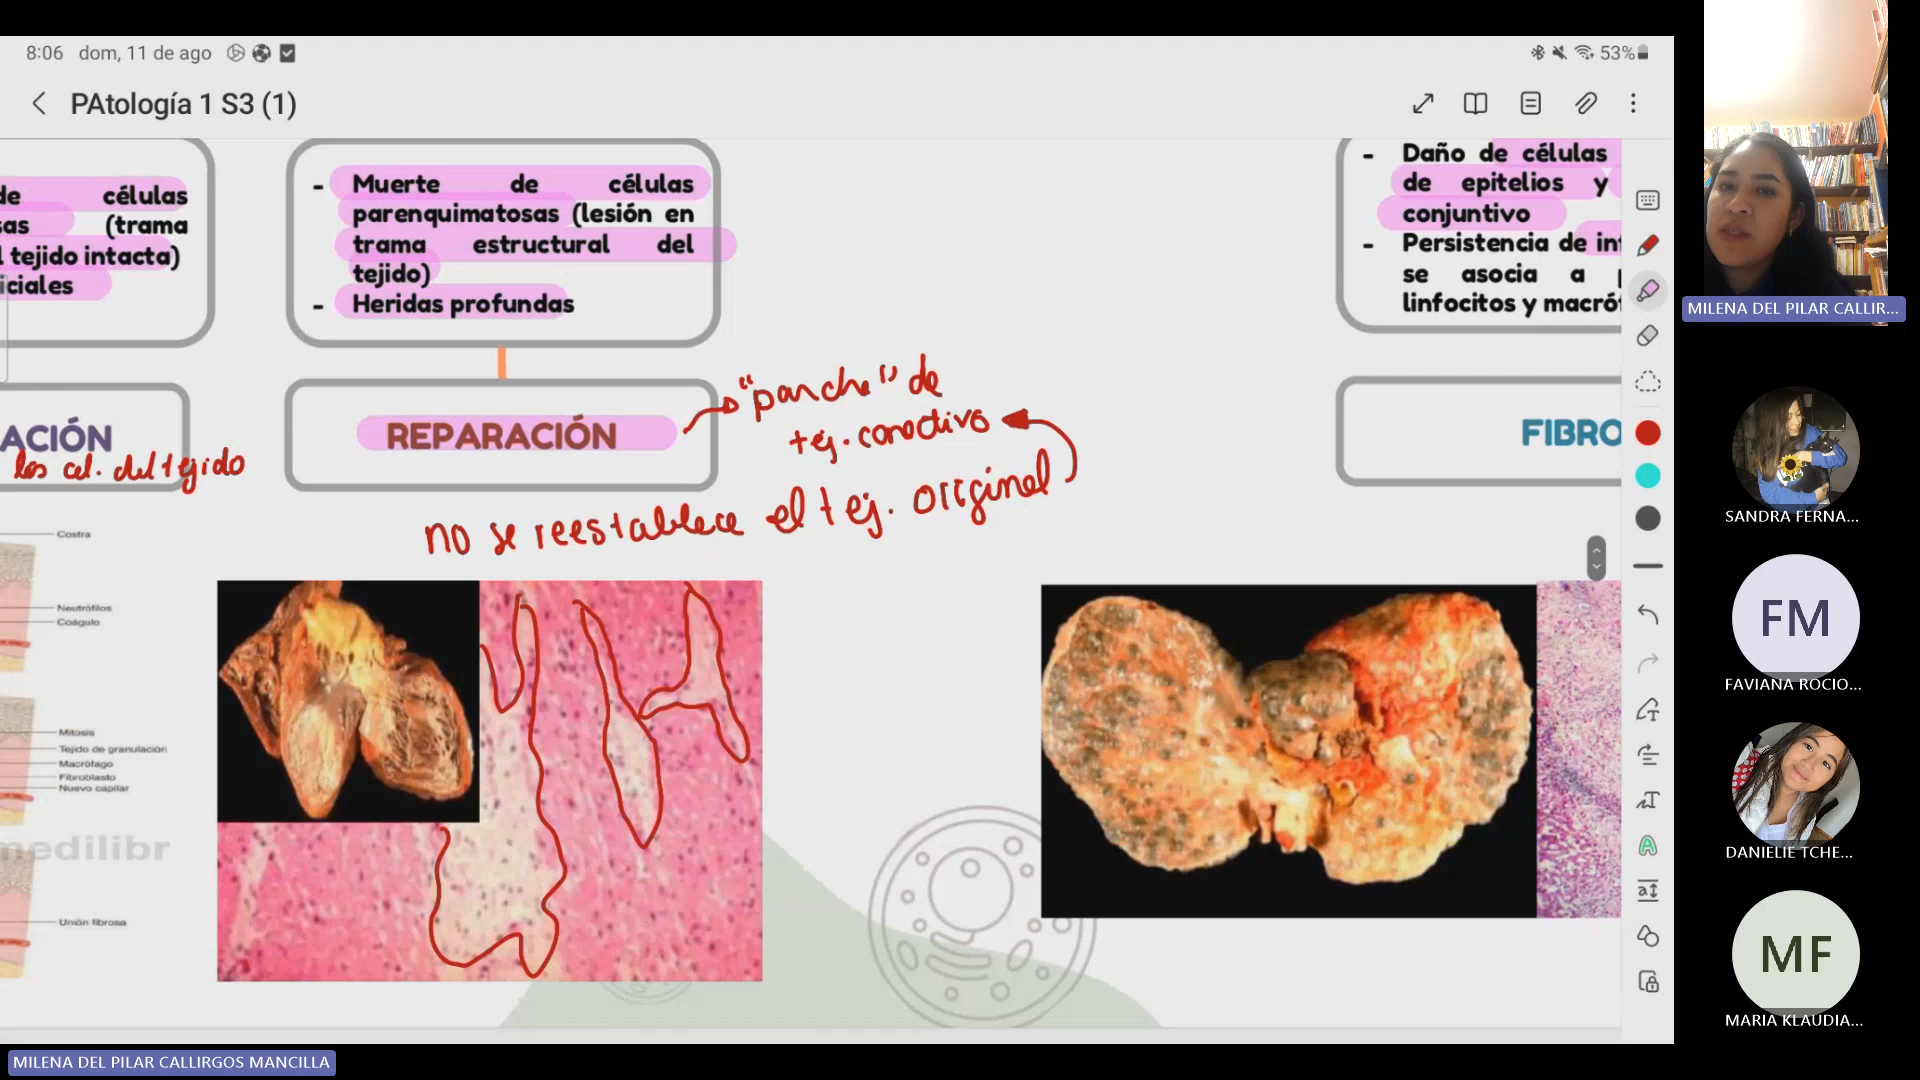 8:06 dom, 11 de ago
53%
PAtología 1 S3 (1)
de células
sas (trama
l tejido intacta)
iciales
- Muerte de células
parenquimatosas (lesión en
trama estructural del
tejido)
- Heridas profundas
- Daño de células
de epitelios y
conjuntivo
- Persistencia de in
se asocia a
linfocitos y macró
ACIÓN
los cel. del tejido
REPARACIÓN
"parche" de
tej. conectivo
no se reestablece el tej. original
FIBRO
Costra
Neutrófilos
Coágulo
Mitosis
Tejido de granulación
Macrófago
Fibroblasto
Nuevo capilar
medilibr
Unión fibrosa
MILENA DEL PILAR CALLIR...
SANDRA FERNA...
FM
FAVIANA ROCIO...
DANIELIE TCHE...
MF
MARIA KLAUDIA...
MILENA DEL PILAR CALLIRGOS MANCILLA